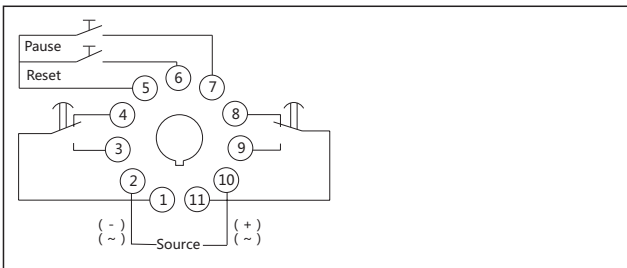 Pause
Reset
5
6
7
4
8
3
9
2
10
1
11
( - )
( ~ )
Source
( + )
( ~ )